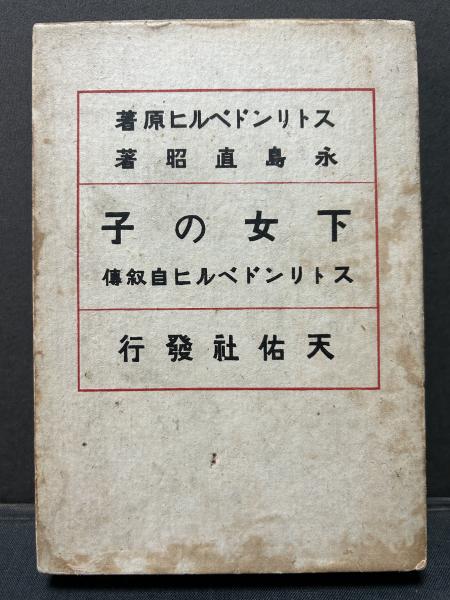 ストリンドベルヒ原著
永島直昭著
下女の子
ストリンドベルヒ自叙傳
天佑社發行